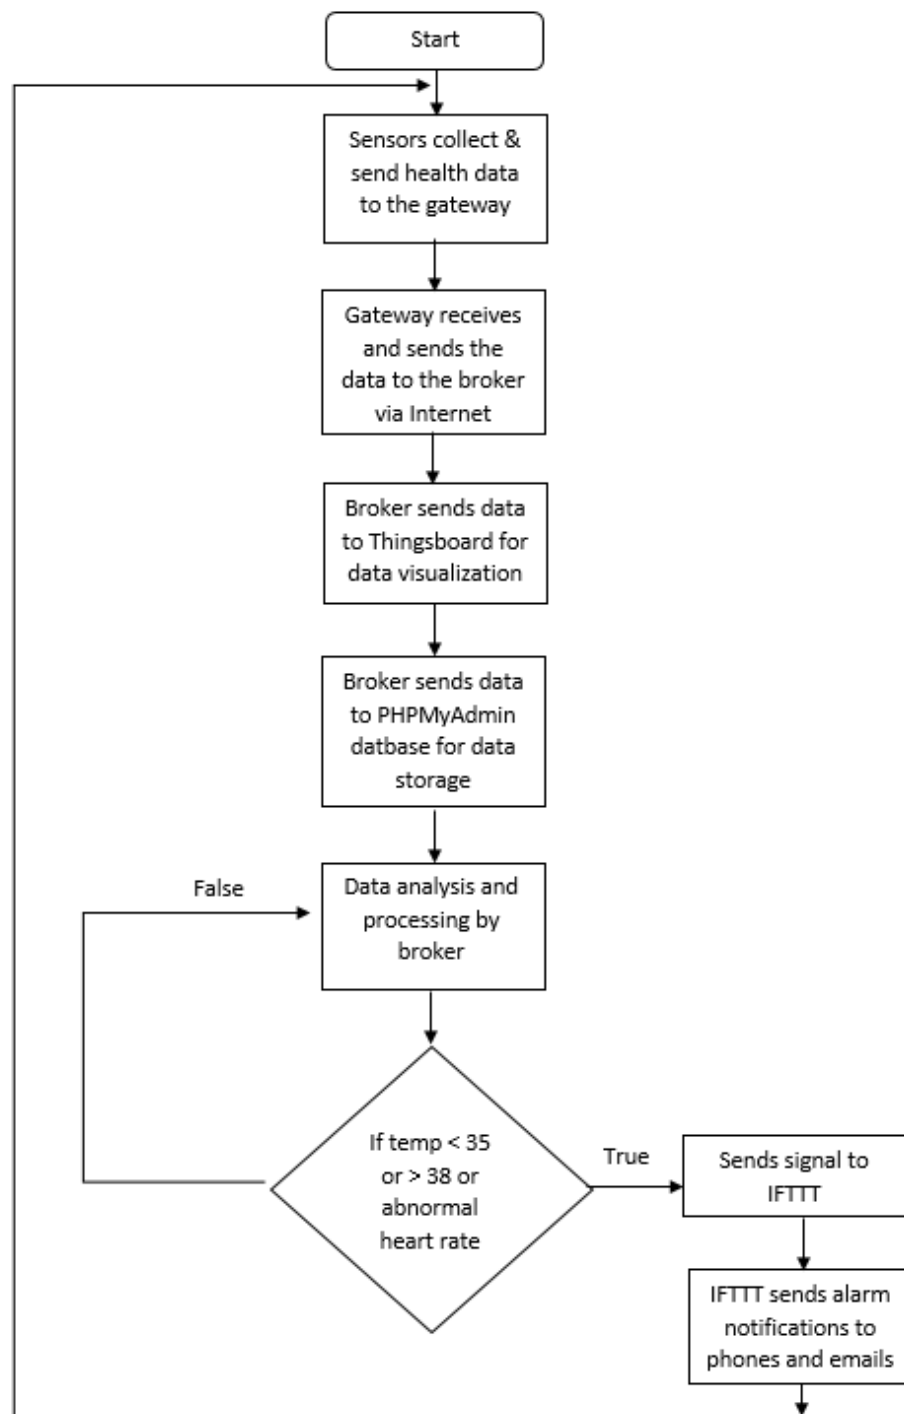 Start
Sensors collect &
send health data
to the gateway
Gateway receives
and sends the
data to the broker
via Internet
Broker sends data
to Thingsboard for
data visualization
Broker sends data
to PHPMyAdmin
datbase for data
storage
False
Data analysis and
processing by
broker
If temp < 35
or > 38 or
abnormal
heart rate
True
Sends signal to
IFTTT
IFTTT sends alarm
notifications to
phones and emails